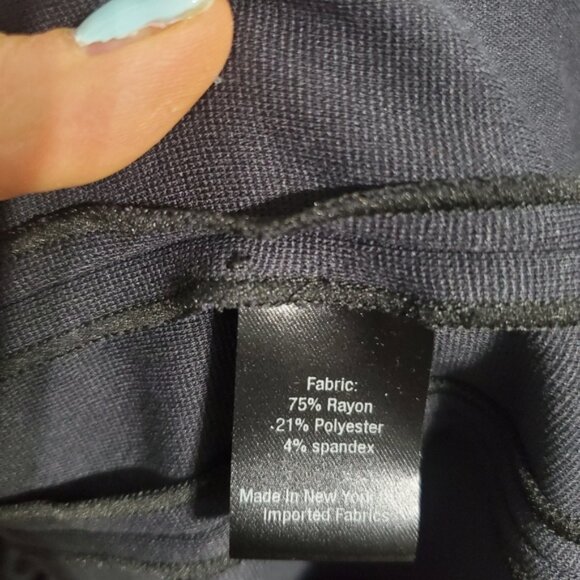 Fabric:
75% Rayon
21% Polyester
4% spandex
Made In New York
Imported Fabrics